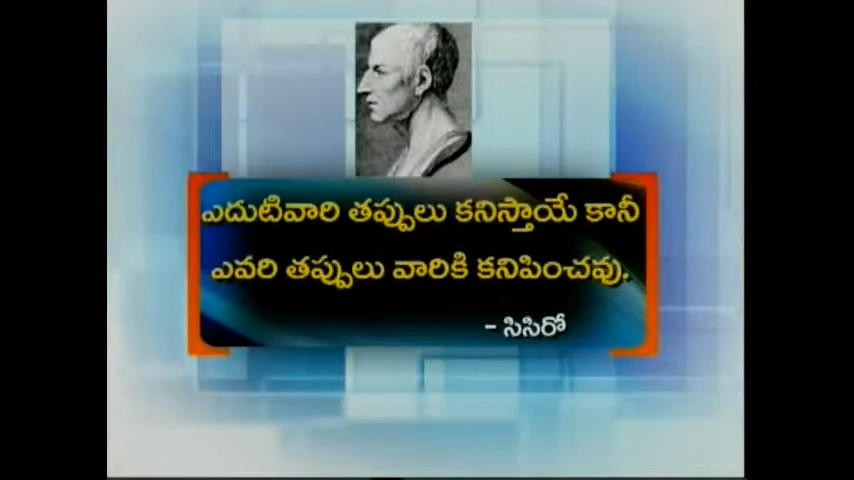 ఎదుటివారి తప్పులు కనిస్తాయే కానీ
ఎవరి తప్పులు వారికి కనిపించవు.
- సిసిరో